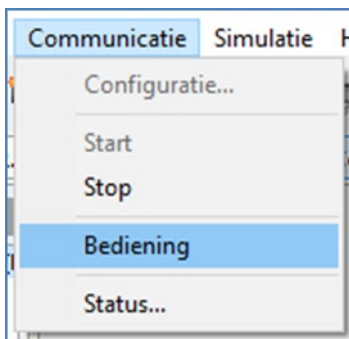 Communicatie Simulatie
Configuratie...
Start
Stop
Bediening
Status...